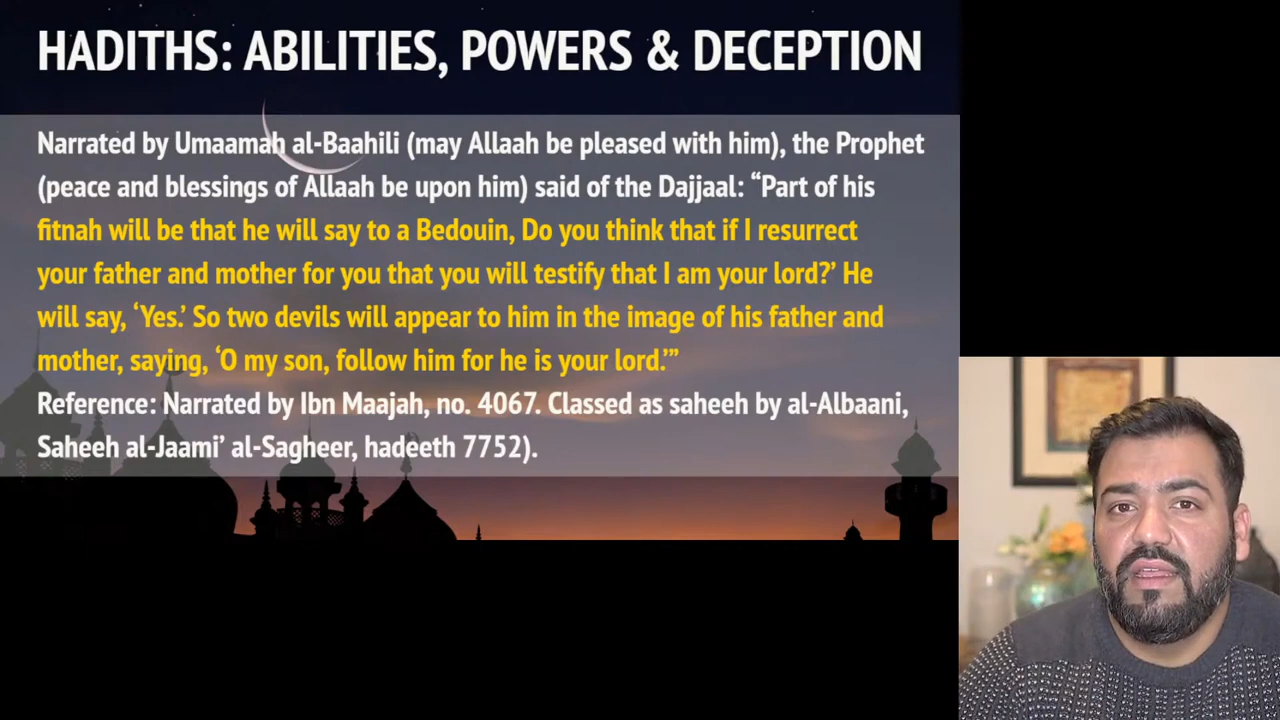 HADITHS: ABILITIES, POWERS & DECEPTION
Narrated by Umaamah al-Baahili (may Allaah be pleased with him), the Prophet
(peace and blessings of Allaah be upon him) said of the Dajjaal: “Part of his
fitnah will be that he will say to a Bedouin, Do you think that if I resurrect
your father and mother for you that you will testify that I am your lord?’ He
will say, ‘Yes.’ So two devils will appear to him in the image of his father and
mother, saying, ‘O my son, follow him for he is your lord.’”
Reference: Narrated by Ibn Maajah, no. 4067. Classed as saheeh by al-Albaani,
Saheeh al-Jaami’ al-Sagheer, hadeeth 7752).